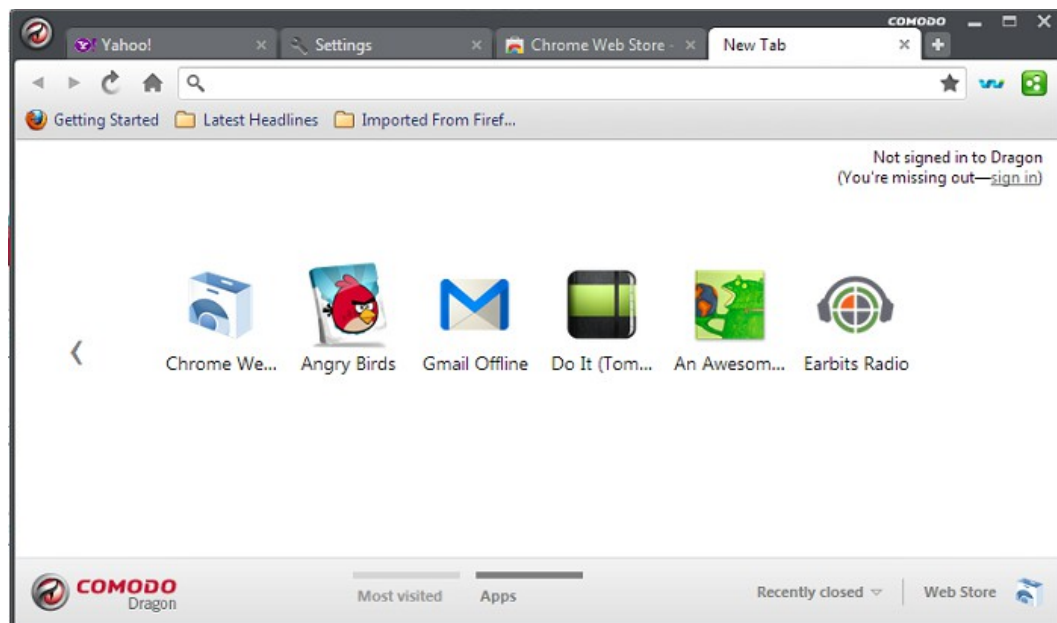 COMODO
Yahoo!
Settings
Chrome Web Store -
New Tab
Getting Started
Latest Headlines
Imported From Firef...
Not signed in to Dragon
(You're missing out—sign in)
Chrome We...
Angry Birds
Gmail Offline
Do It (Tom...
An Awesom...
Earbits Radio
COMODO
Dragon
Most visited
Apps
Recently closed
Web Store